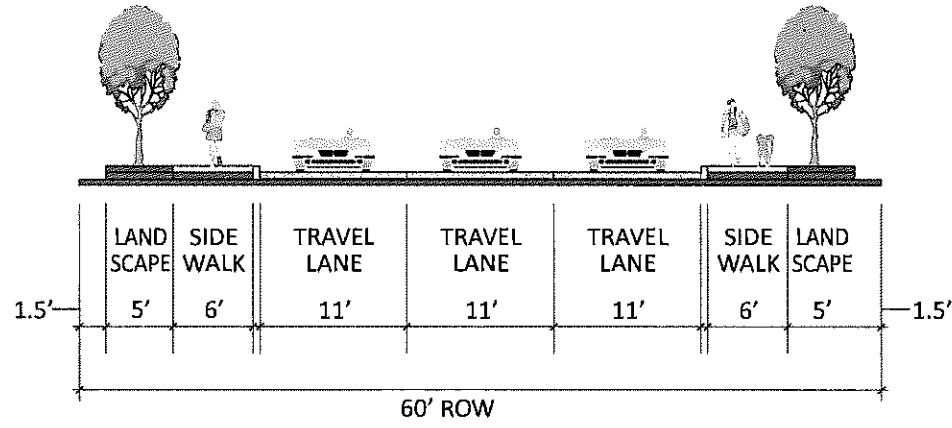 LAND SIDE TRAVEL TRAVEL TRAVEL SIDE LAND
SCAPE WALK LANE LANE LANE WALK SCAPE
1.5' 5' 6' 11' 11' 11' 6' 5' 1.5'
60' ROW